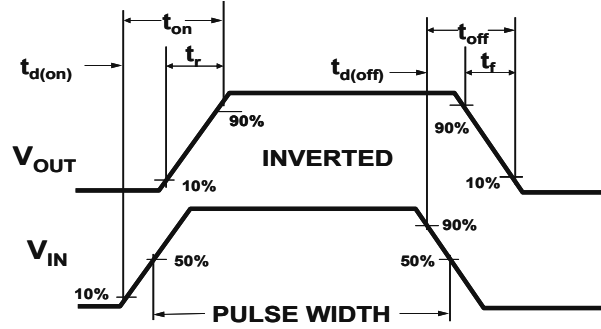 ton
toff
tr
tf
td(on)
td(off)
90%
90%
VOUT
INVERTED
10%
10%
90%
VIN
50%
50%
10%
PULSE WIDTH